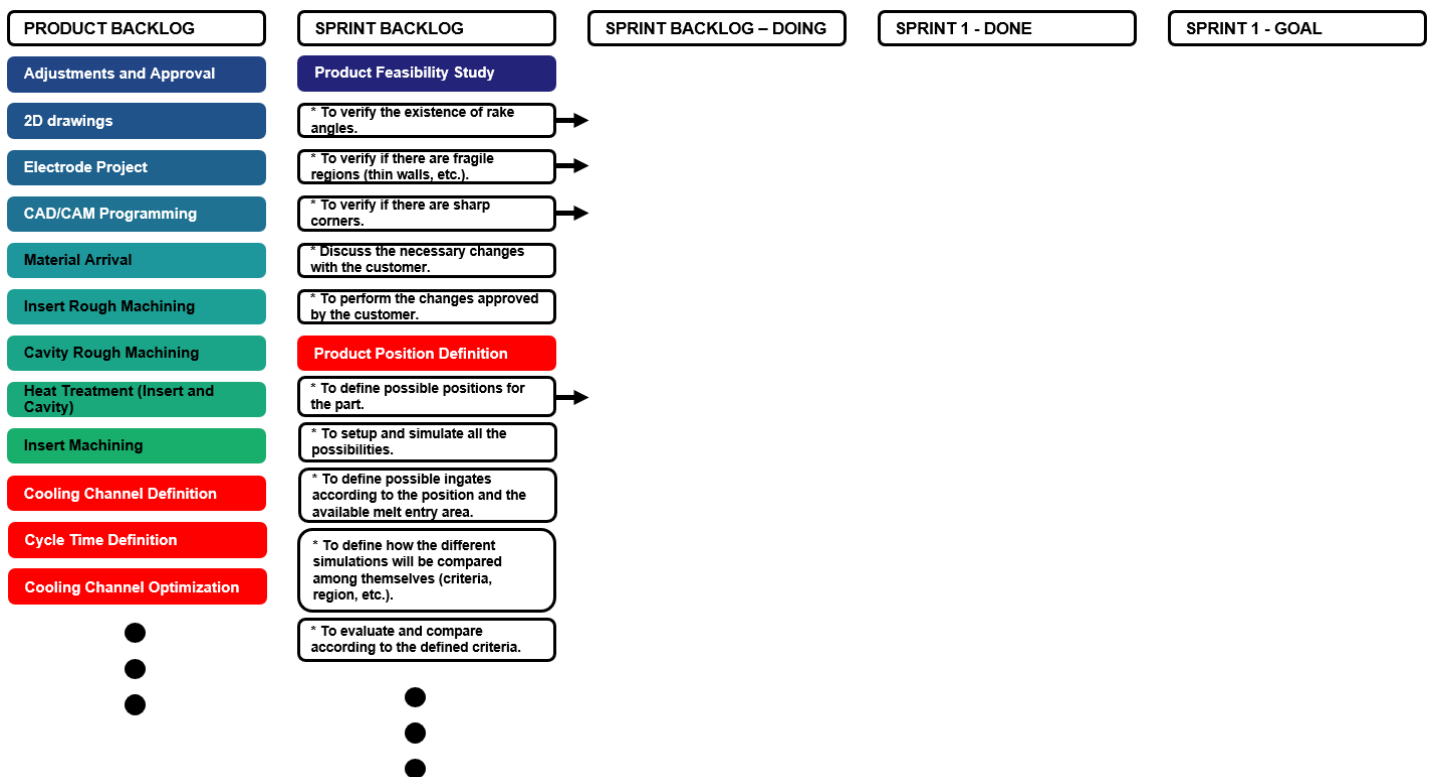 PRODUCT BACKLOG
SPRINT BACKLOG
SPRINT BACKLOG – DOING
SPRINT 1 - DONE
SPRINT 1 - GOAL
Adjustments and Approval
2D drawings
Electrode Project
CAD/CAM Programming
Material Arrival
Insert Rough Machining
Cavity Rough Machining
Heat Treatment (Insert and
Cavity)
Insert Machining
Cooling Channel Definition
Cycle Time Definition
Cooling Channel Optimization
Product Feasibility Study
* To verify the existence of rake
angles.
* To verify if there are fragile
regions (thin walls, etc.).
* To verify if there are sharp
corners.
* Discuss the necessary changes
with the customer.
* To perform the changes approved
by the customer.
Product Position Definition
* To define possible positions for
the part.
* To setup and simulate all the
possibilities.
* To define possible ingates
according to the position and the
available melt entry area.
* To define how the different
simulations will be compared
among themselves (criteria,
region, etc.).
* To evaluate and compare
according to the defined criteria.